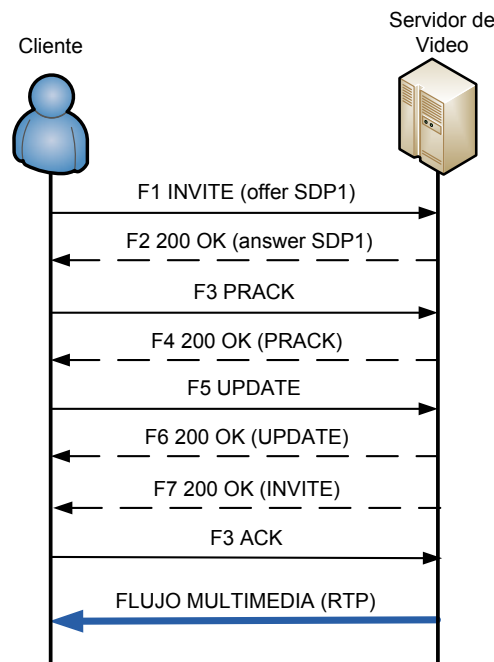 Cliente
Servidor de
Video
F1 INVITE (offer SDP1)
F2 200 OK (answer SDP1)
F3 PRACK
F4 200 OK (PRACK)
F5 UPDATE
F6 200 OK (UPDATE)
F7 200 OK (INVITE)
F3 ACK
FLUJO MULTIMEDIA (RTP)